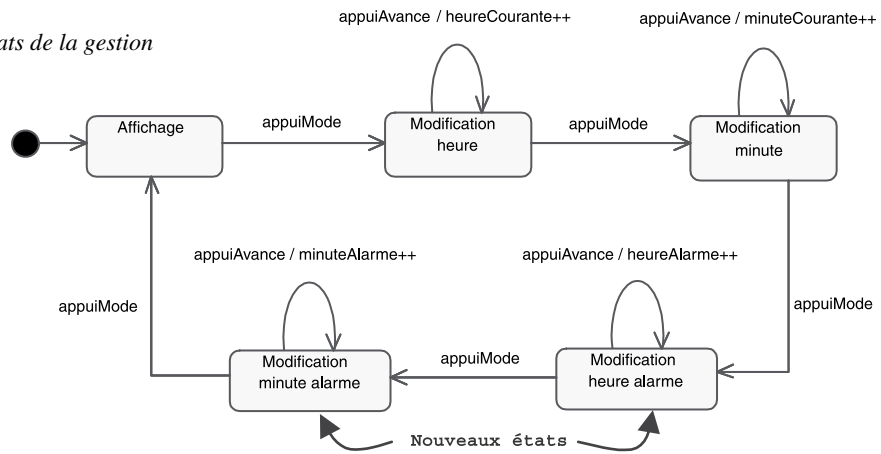 appuiAvance / heureCourante++
appuiAvance / minuteCourante++
ats de la gestion
Affichage
appuiMode
Modification
heure
appuiMode
Modification
minute
appuiAvance / minuteAlarme++
appuiAvance / heureAlarme++
appuiMode
appuiMode
Modification
minute alarme
appuiMode
Modification
heure alarme
Nouveaux états